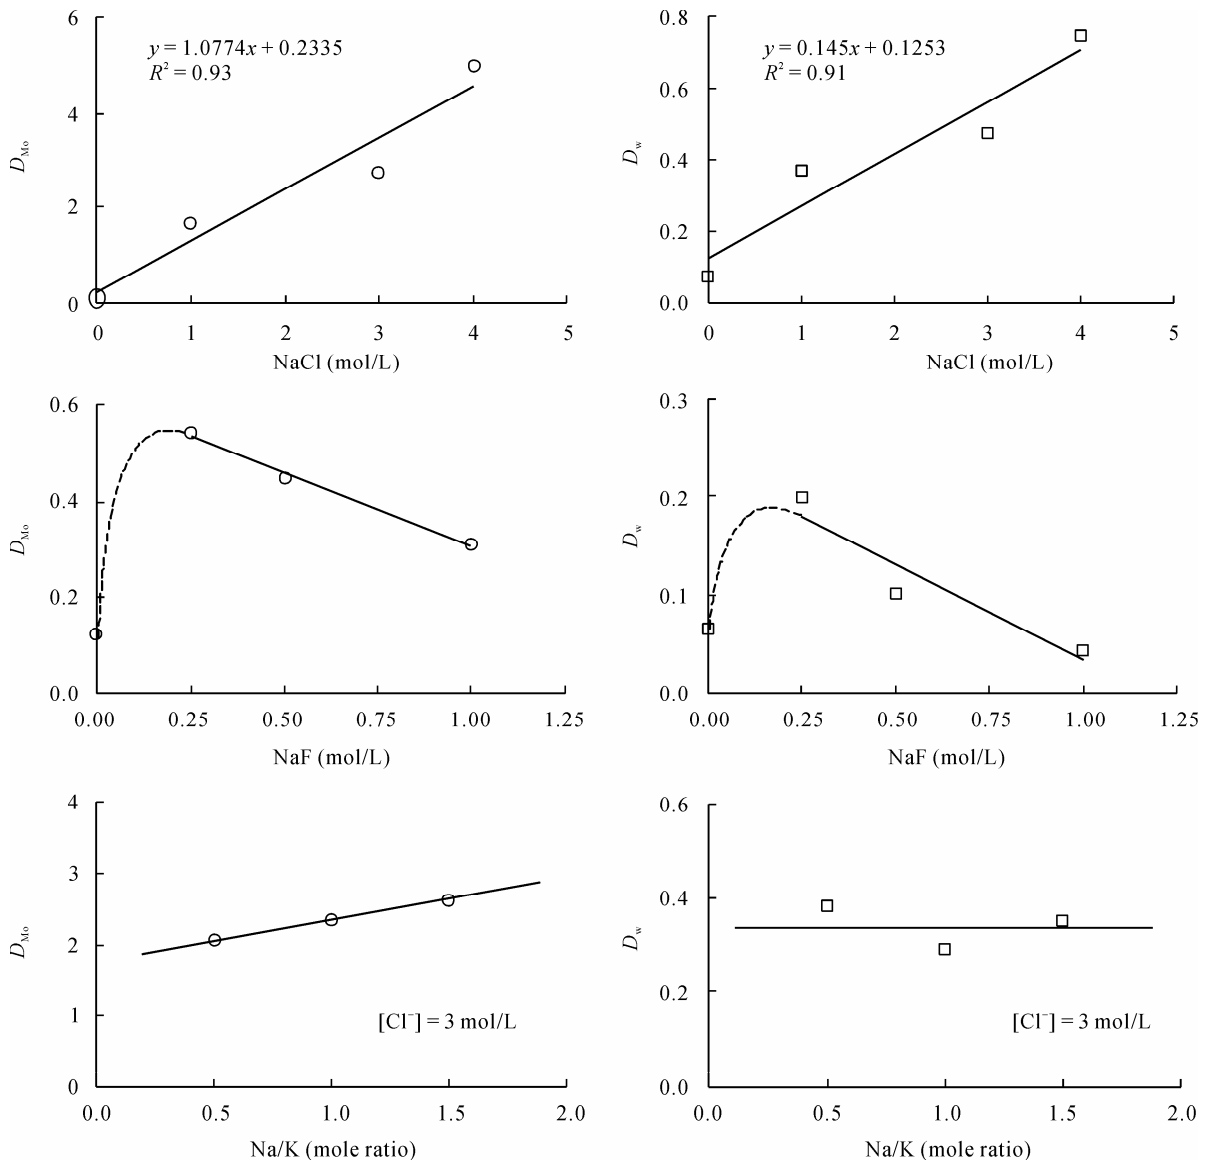 y = 1.0774x + 0.2335
R² = 0.93
D_Mo
6
4
2
0
0 1 2 3 4 5
NaCl (mol/L)
y = 0.145x + 0.1253
R² = 0.91
D_w
0.8
0.6
0.4
0.2
0.0
0 1 2 3 4 5
NaCl (mol/L)
D_Mo
0.6
0.4
0.2
0.0
0.00 0.25 0.50 0.75 1.00 1.25
NaF (mol/L)
D_w
0.3
0.2
0.1
0.0
0.00 0.25 0.50 0.75 1.00 1.25
NaF (mol/L)
D_Mo
4
3
2
1
0
[Cl⁻] = 3 mol/L
0.0 0.5 1.0 1.5 2.0
Na/K (mole ratio)
D_w
0.6
0.4
0.2
0.0
[Cl⁻] = 3 mol/L
0.0 0.5 1.0 1.5 2.0
Na/K (mole ratio)